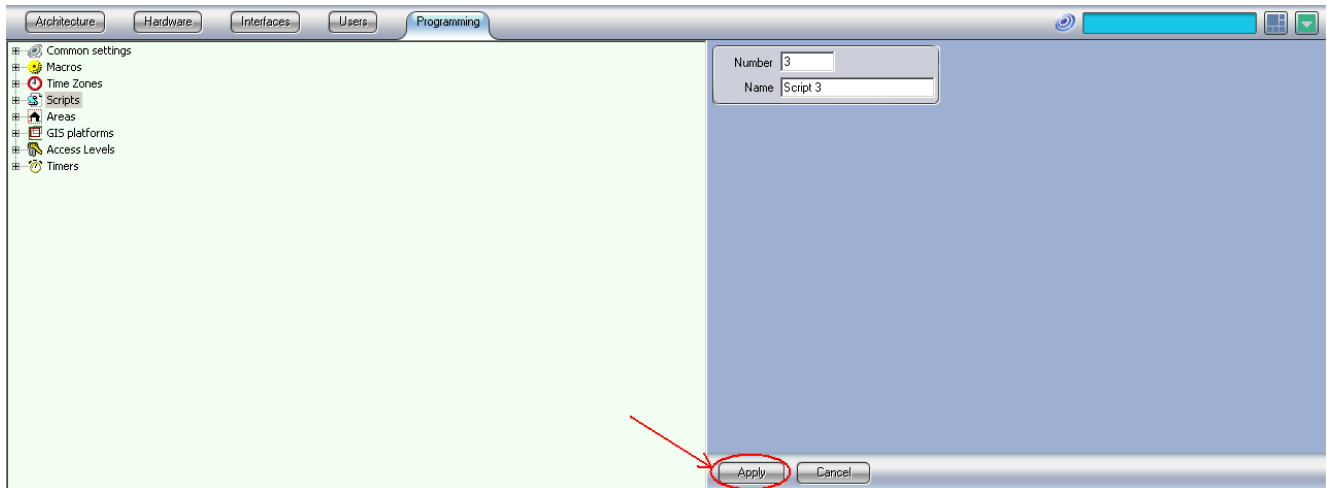 Architecture Hardware Interfaces Users Programming
Common settings
Macros
Time Zones
Scripts
Areas
GIS platforms
Access Levels
Timers
Number 3
Name Script 3
Apply Cancel